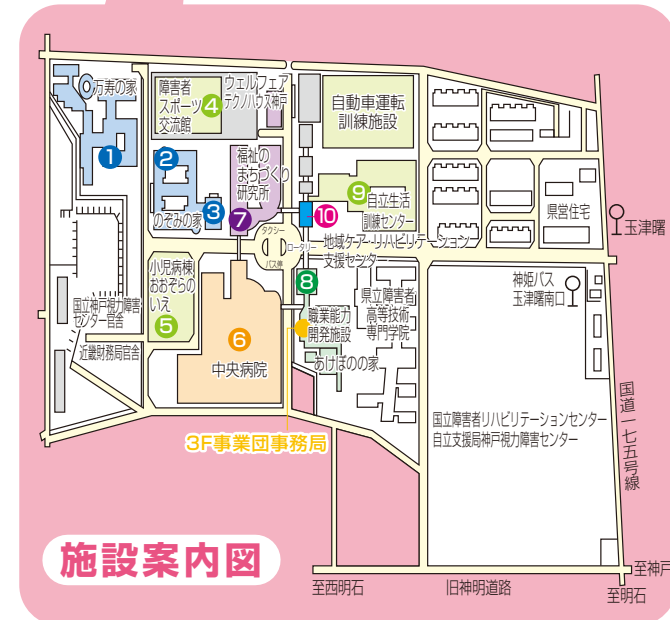 万寿の家
1
障害者
スポーツ
交流館
4
ウェルフェア
テクノハウス神戸
自動車運転
訓練施設
2
のぞみの家
3
福祉の
まちづくり
研究所
7
9
自立生活
訓練センター
10
タクシー
ロータリー
バス停
地域ケア・リハビリテーション
支援センター
県営住宅
玉津曙
神姫バス
玉津曙南口
小児病棟
おおぞらの
いえ
5
国立神戸視力障害
センター官舎
近畿財務局官舎
6
中央病院
8
職業能力
開発施設
県立障害者
高等技術
専門学院
あけぼのの家
3F事業団事務局
国立障害者リハビリテーションセンター
自立支援局神戸視力障害センター
国道一七五号線
施設案内図
至西明石
旧神明道路
至神戸
至明石